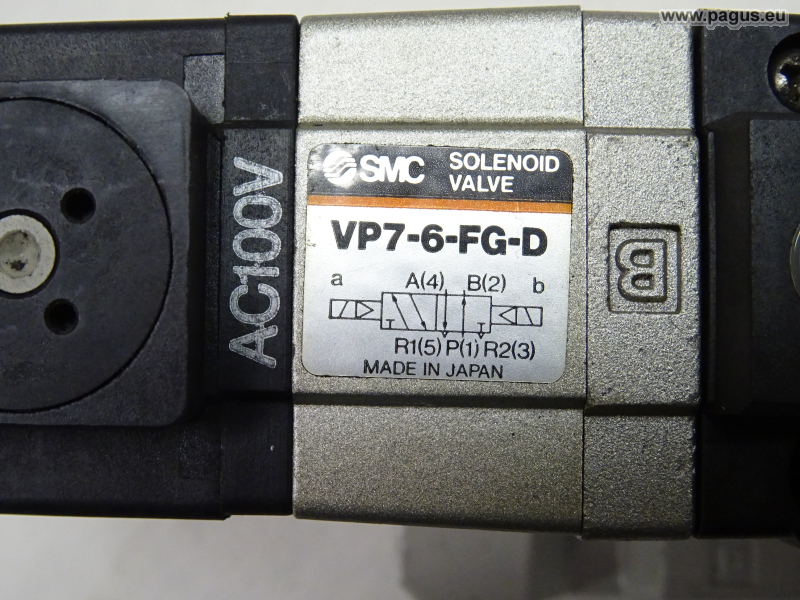 www.pagus.eu
AC100V
SMC
SOLENOID
VALVE
VP7-6-FG-D
a A(4) B(2) b
R1(5) P(1) R2(3)
MADE IN JAPAN
B